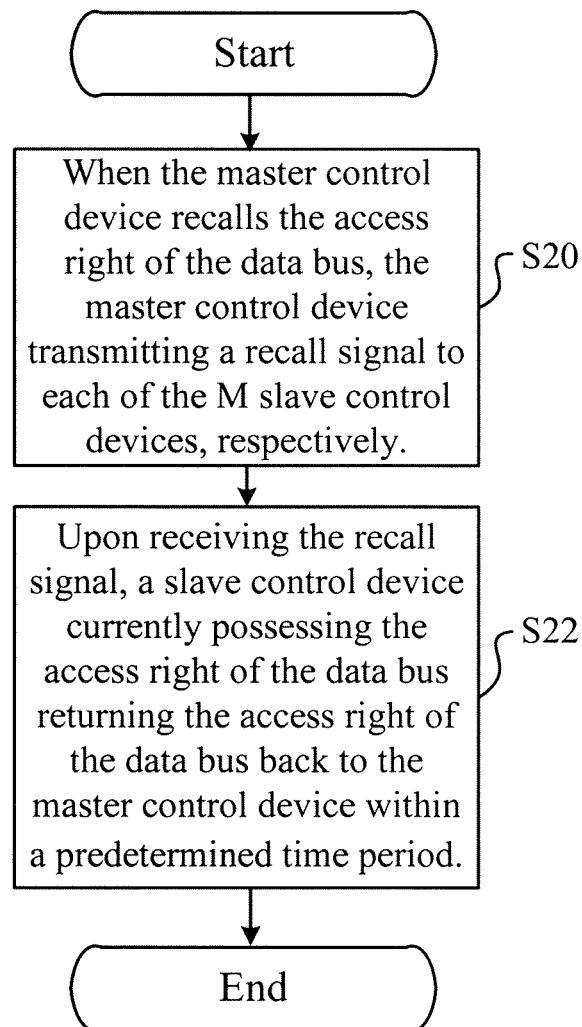 Start
When the master control
device recalls the access
right of the data bus, the
master control device
transmitting a recall signal to
each of the M slave control
devices, respectively.
S20
Upon receiving the recall
signal, a slave control device
currently possessing the
access right of the data bus
returning the access right of
the data bus back to the
master control device within
a predetermined time period.
S22
End